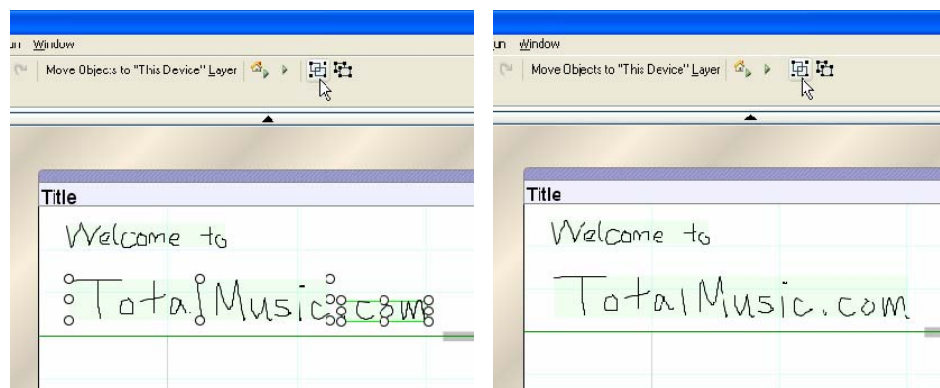 un Window
Move Objects to "This Device" Layer
Title
Welcome to
TotalMusic.com
un Window
Move Objects to "This Device" Layer
Title
Welcome to
TotalMusic.com